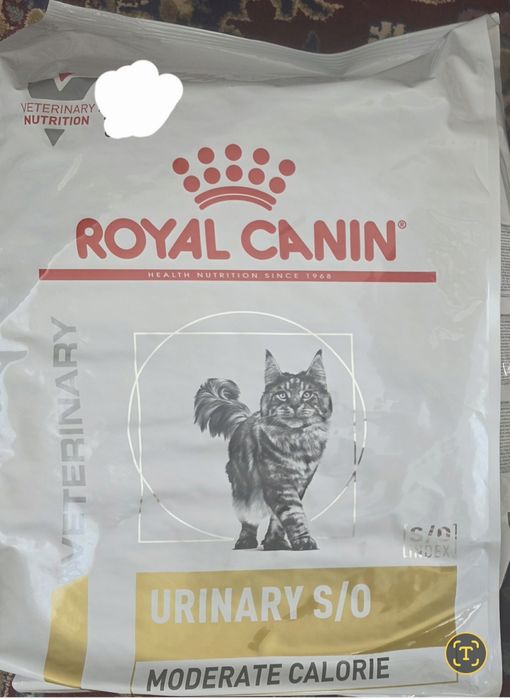 VETERINARY
NUTRITION
ROYAL CANIN®
HEALTH NUTRITION SINCE 1968
VETERINARY
S/O
INDEX
URINARY S/O
MODERATE CALORIE
T